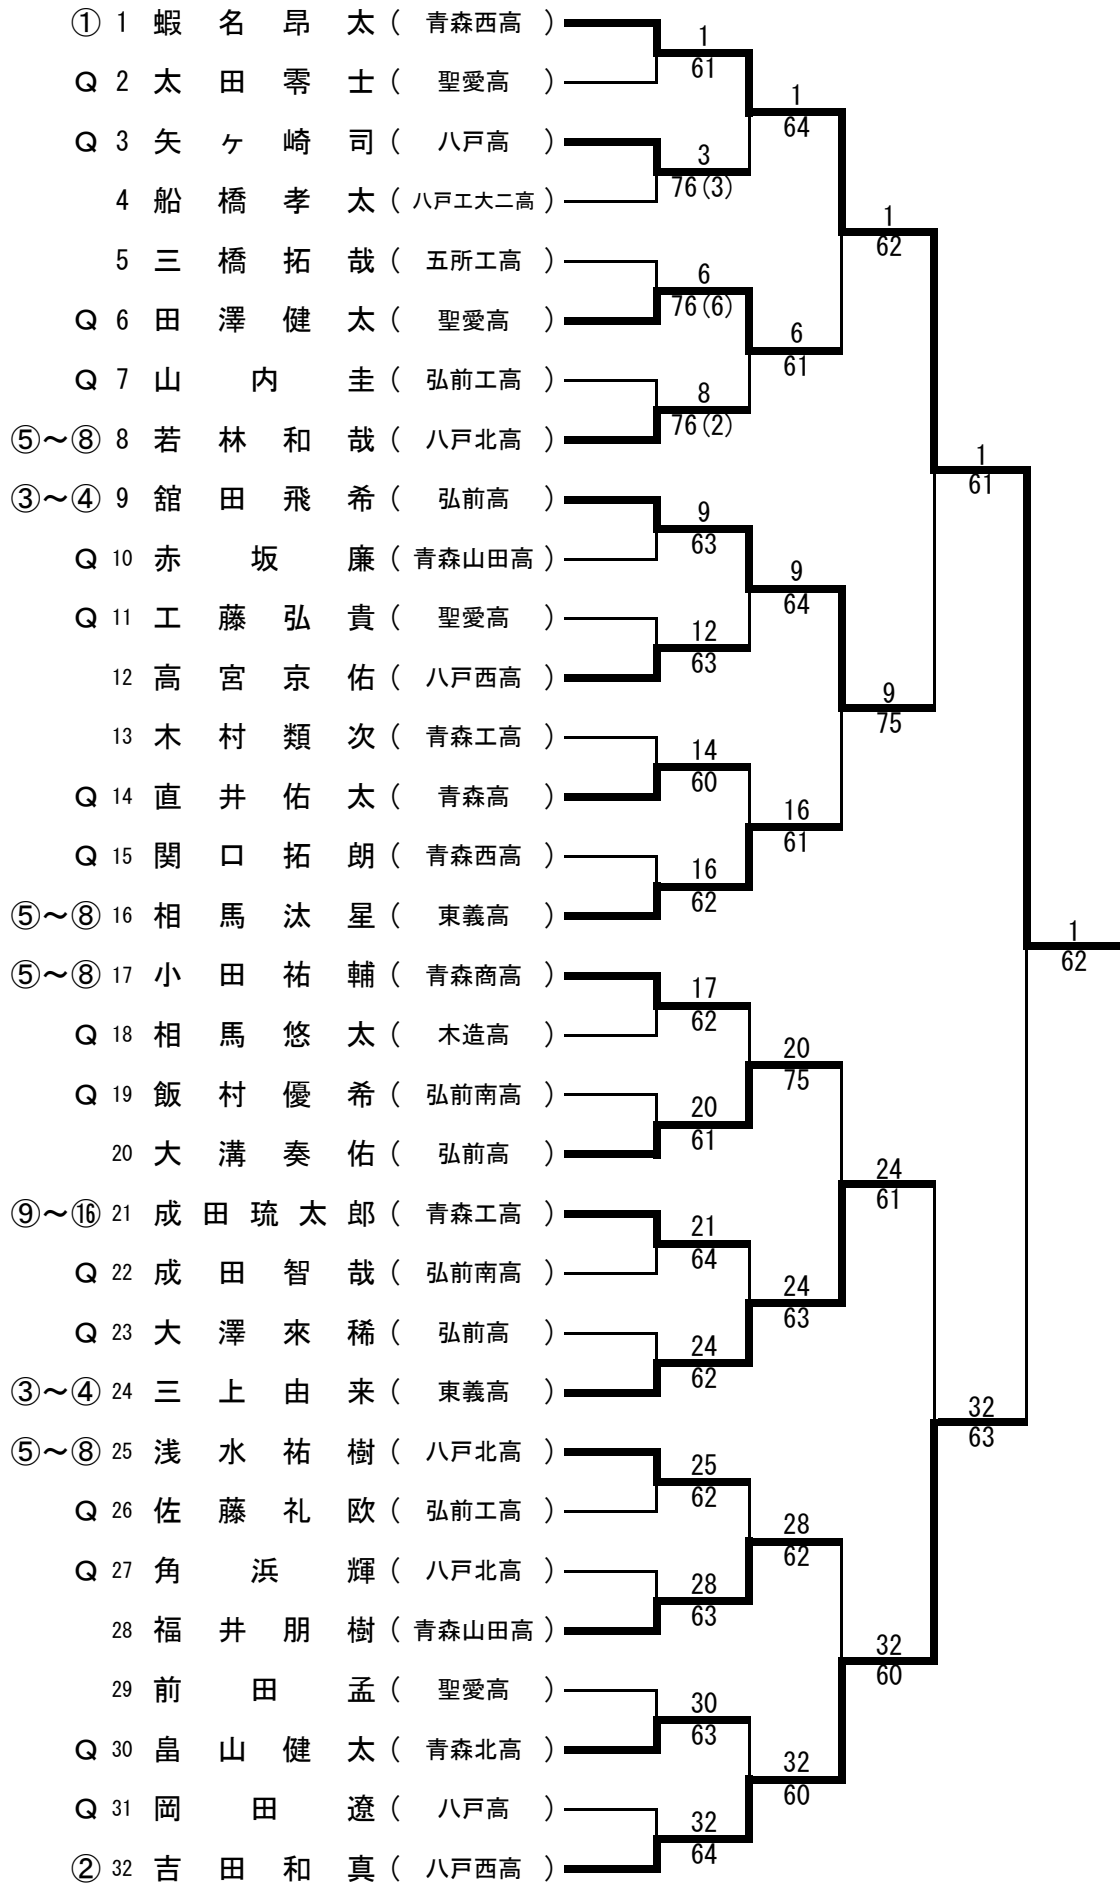 ① 1 蝦名昂太 ( 青森西高 )
1
61
Q 2 太田零士 ( 聖愛高 )
1
64
Q 3 矢ヶ崎司 ( 八戸高 )
3
76(3)
4 船橋孝太 ( 八戸工大二高 )
1
62
5 三橋拓哉 ( 五所工高 )
6
76(6)
Q 6 田澤健太 ( 聖愛高 )
6
61
Q 7 山内圭 ( 弘前工高 )
8
76(2)
⑤～⑧ 8 若林和哉 ( 八戸北高 )
1
61
③～④ 9 舘田飛希 ( 弘前高 )
9
63
Q 10 赤坂廉 ( 青森山田高 )
9
64
Q 11 工藤弘貴 ( 聖愛高 )
12
63
12 高宮京佑 ( 八戸西高 )
9
75
13 木村類次 ( 青森工高 )
14
60
Q 14 直井佑太 ( 青森高 )
16
61
Q 15 関口拓朗 ( 青森西高 )
16
62
⑤～⑧ 16 相馬汰星 ( 東義高 )
1
62
⑤～⑧ 17 小田祐輔 ( 青森商高 )
17
62
Q 18 相馬悠太 ( 木造高 )
20
75
Q 19 飯村優希 ( 弘前南高 )
20
61
20 大溝奏佑 ( 弘前高 )
24
61
⑨～⑯ 21 成田琉太郎 ( 青森工高 )
21
64
Q 22 成田智哉 ( 弘前南高 )
24
63
Q 23 大澤來稀 ( 弘前高 )
24
62
③～④ 24 三上由来 ( 東義高 )
32
63
⑤～⑧ 25 浅水祐樹 ( 八戸北高 )
25
62
Q 26 佐藤礼欧 ( 弘前工高 )
28
62
Q 27 角浜輝 ( 八戸北高 )
28
63
28 福井朋樹 ( 青森山田高 )
32
60
29 前田孟 ( 聖愛高 )
30
63
Q 30 畠山健太 ( 青森北高 )
32
60
Q 31 岡田遼 ( 八戸高 )
32
64
② 32 吉田和真 ( 八戸西高 )